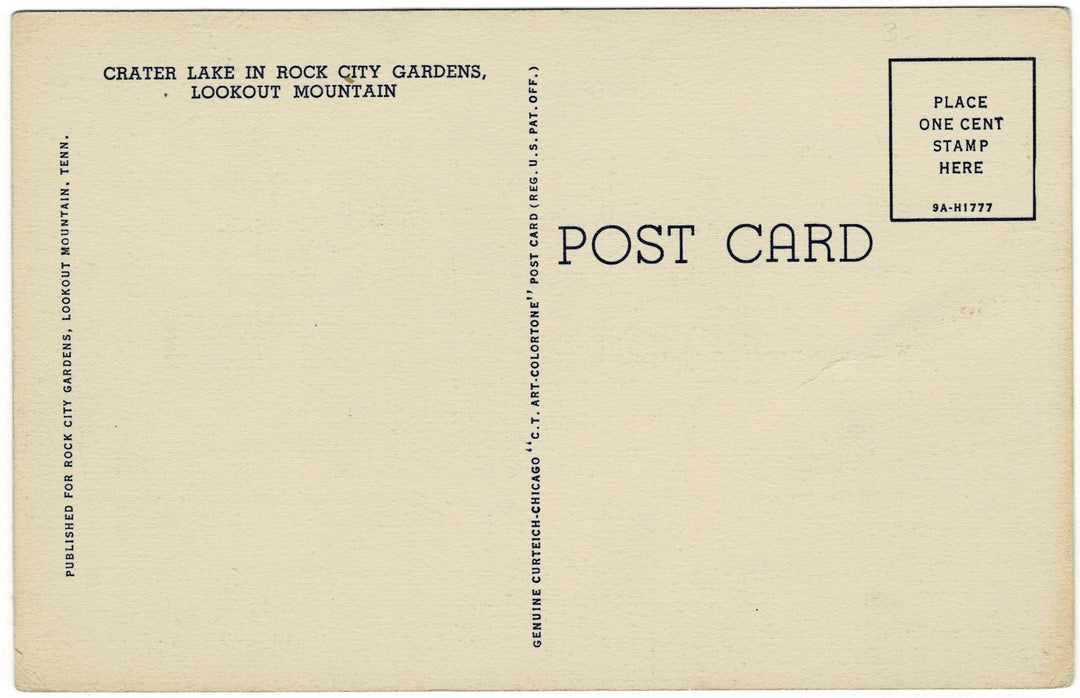 CRATER LAKE IN ROCK CITY GARDENS,
LOOKOUT MOUNTAIN
PUBLISHED FOR ROCK CITY GARDENS, LOOKOUT MOUNTAIN, TENN.
GENUINE CURTEICH-CHICAGO "C.T. ART-COLORTONE" POST CARD (REG. U.S. PAT. OFF.)
POST CARD
PLACE
ONE CENT
STAMP
HERE
9A-H1777